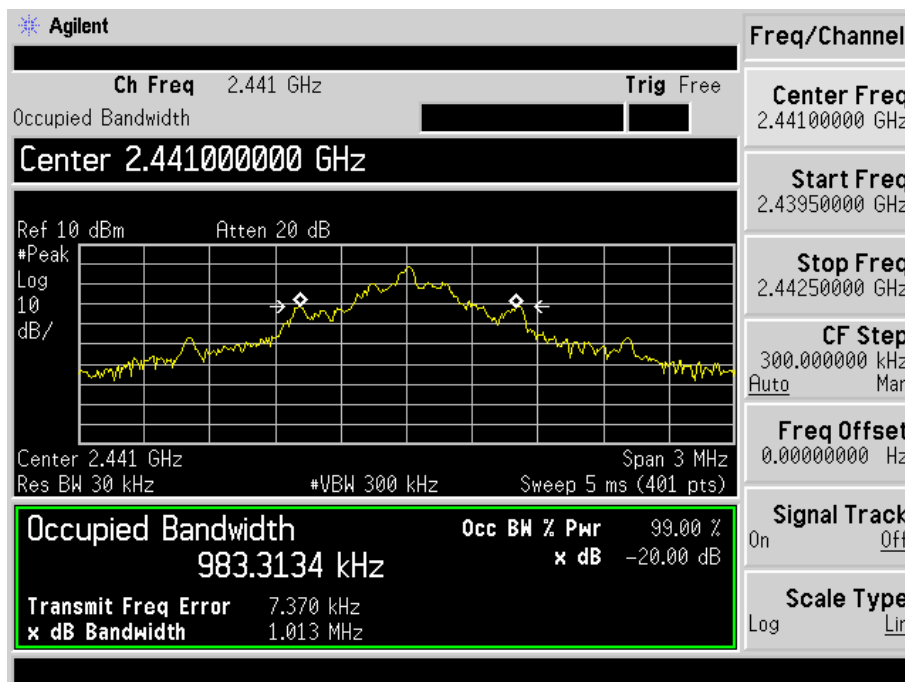 Agilent
Freq/Channel
Ch Freq 2.441 GHz Trig Free
Occupied Bandwidth
Center 2.441000000 GHz
Ref 10 dBm Atten 20 dB
#Peak
Log
10
dB/
Center 2.441 GHz Span 3 MHz
Res BW 30 kHz #VBW 300 kHz Sweep 5 ms (401 pts)
Occupied Bandwidth
983.3134 kHz
Occ BW % Pwr 99.00 %
x dB -20.00 dB
Transmit Freq Error 7.370 kHz
x dB Bandwidth 1.013 MHz
Center Freq
2.44100000 GHz
Start Freq
2.43950000 GHz
Stop Freq
2.44250000 GHz
CF Step
300.000000 kHz
Auto Man
Freq Offset
0.00000000 Hz
Signal Track
On Off
Scale Type
Log Lin